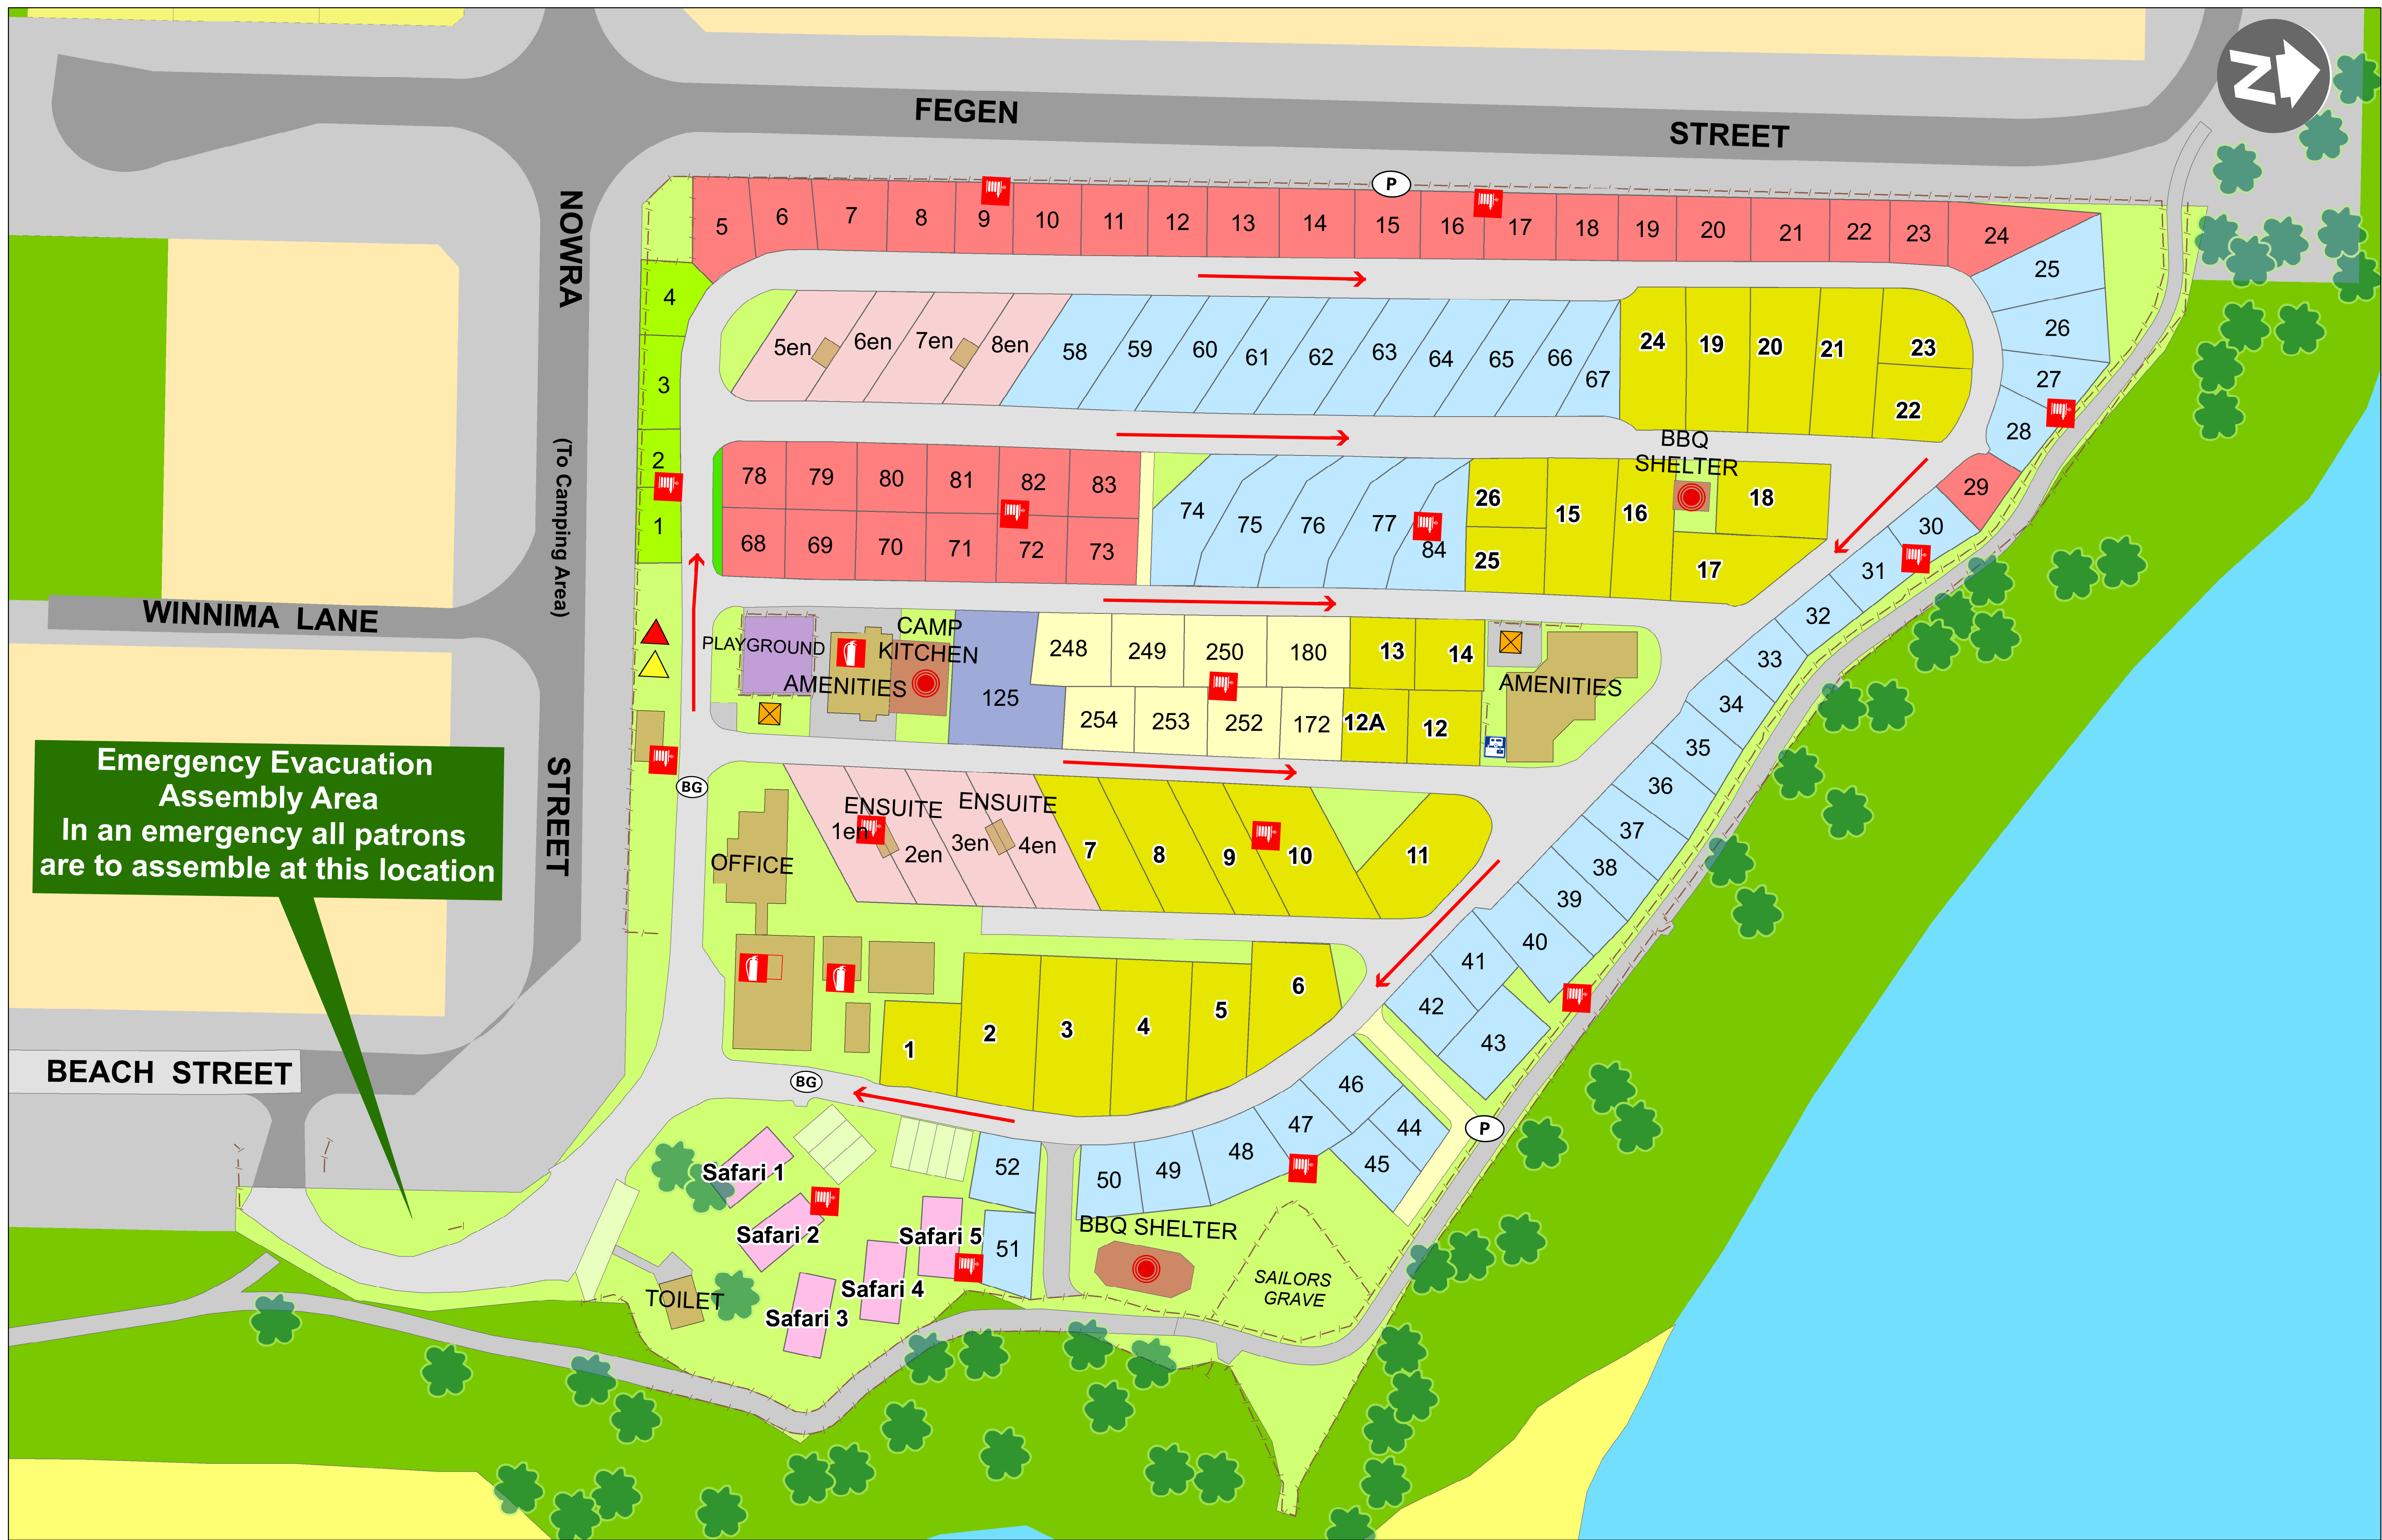 FEGEN STREET
N
P
5 6 7 8 9 10 11 12 13 14 15 16 17 18 19 20 21 22 23 24
25
26
27
28
29
30
31
32
33
34
35
36
37
38
39
40
41
42
43
4
3
2
1
5en 6en 7en 8en 58 59 60 61 62 63 64 65 66 67 24 19 20 21 23
22
NOWRA
(To Camping Area)
STREET
78 79 80 81 82 83
68 69 70 71 72 73
74 75 76 77 84
26 15 16 18
25 17
BBQ
SHELTER
WINNIMA LANE
PLAYGROUND
AMENITIES
CAMP
KITCHEN
125
248 249 250 180 13 14
254 253 252 172 12A 12
AMENITIES
BG
Emergency Evacuation
Assembly Area
In an emergency all patrons
are to assemble at this location
OFFICE
ENSUITE ENSUITE
1en 2en 3en 4en 7 8 9 10 11
1 2 3 4 5 6
BEACH STREET
BG
46
47
44
45
48
49
50
52
51
P
Safari 1
Safari 2
Safari 5
Safari 4
Safari 3
TOILET
BBQ SHELTER
SAILORS
GRAVE